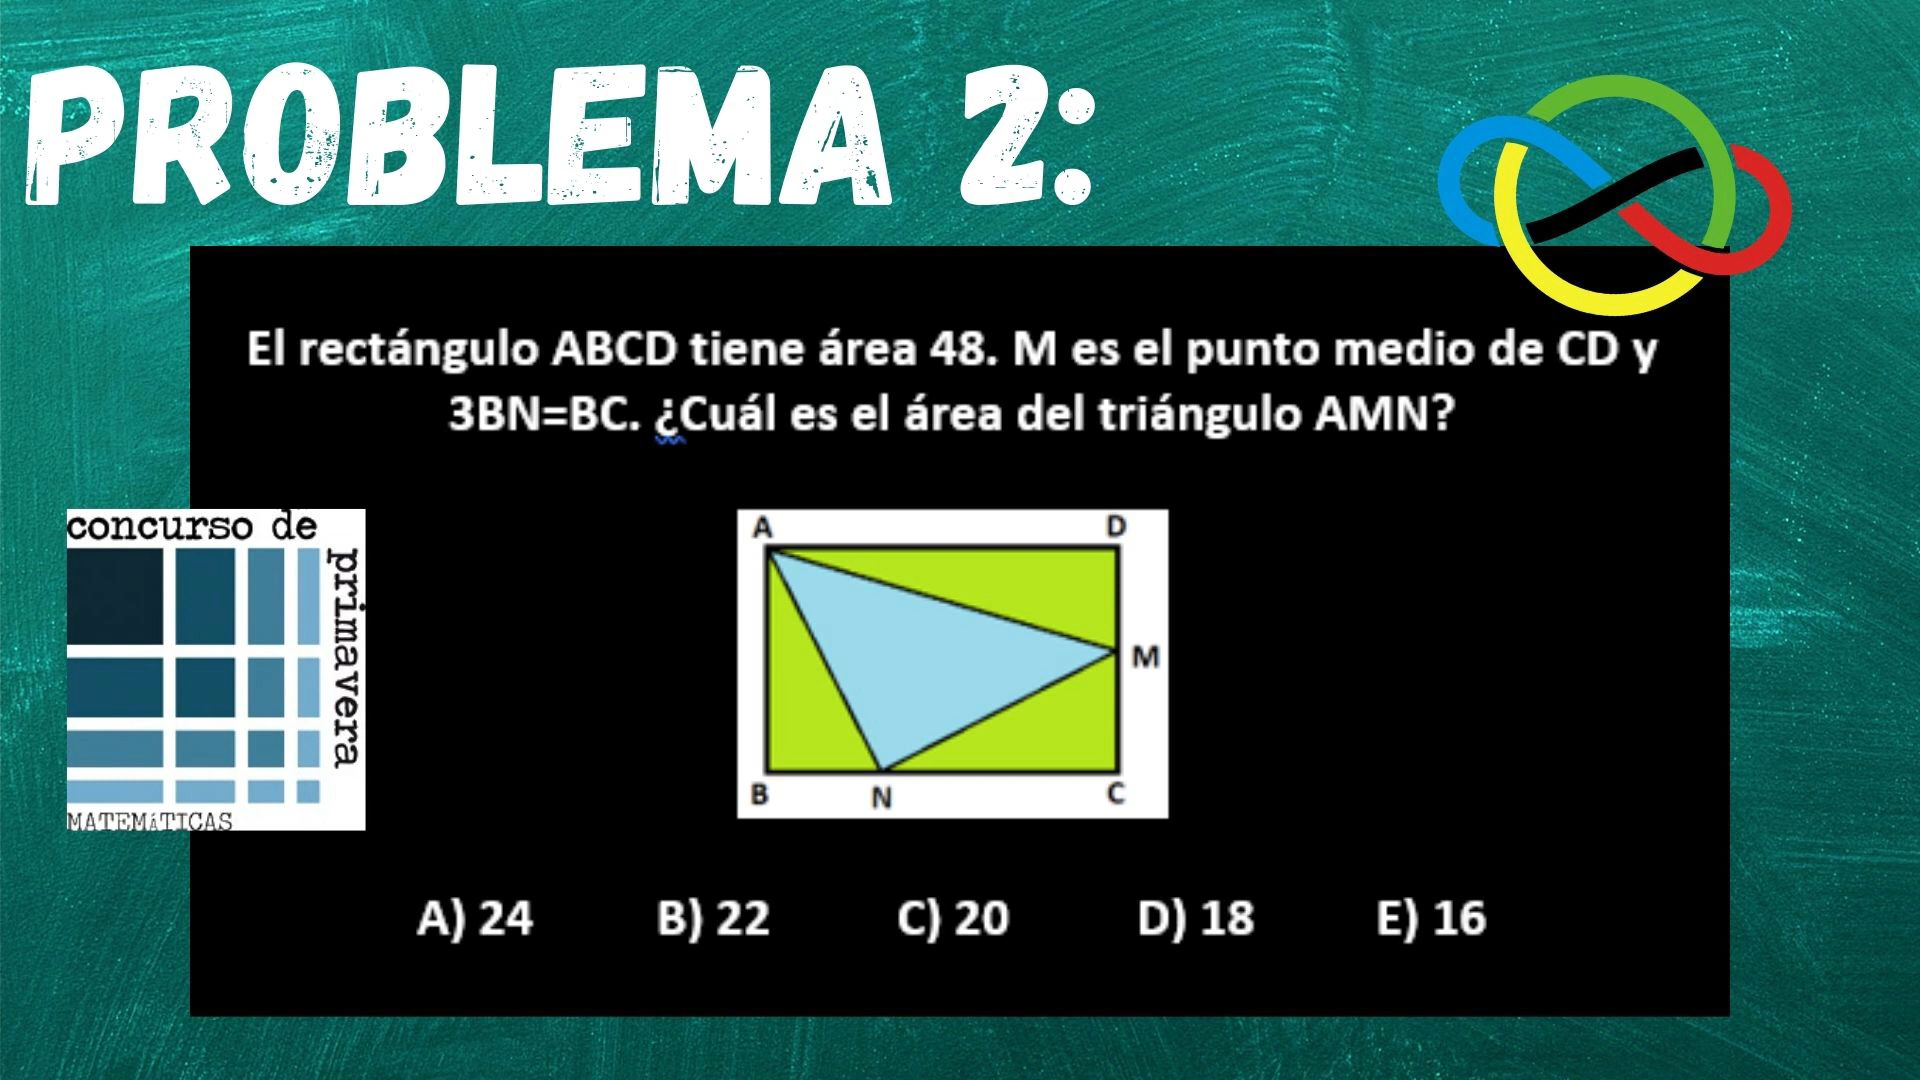 PROBLEMA 2:
El rectángulo ABCD tiene área 48. M es el punto medio de CD y
3BN=BC. ¿Cuál es el área del triángulo AMN?
concurso de
primavera
MATEMÁTICAS
A
D
M
B
N
C
A) 24
B) 22
C) 20
D) 18
E) 16